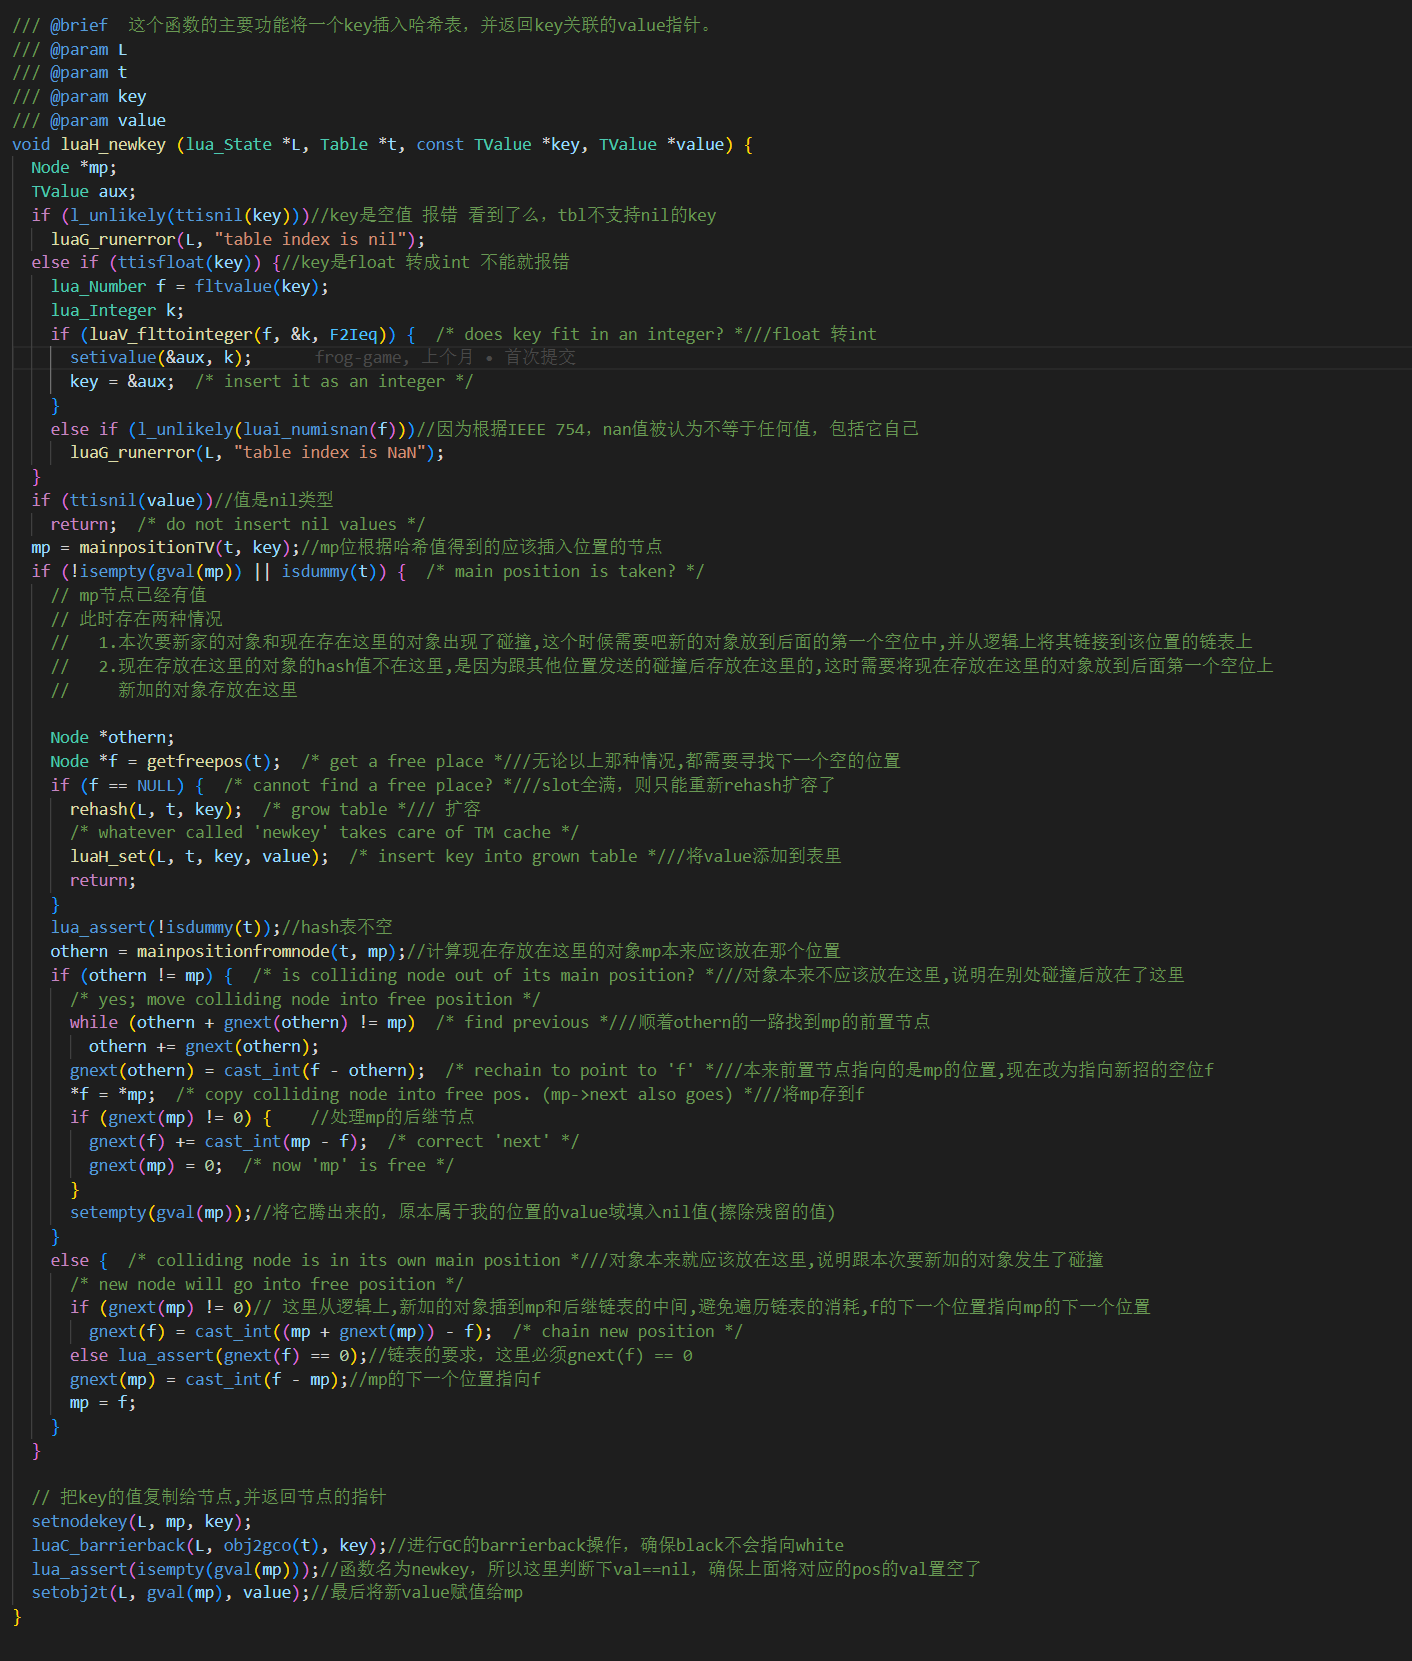 /// @brief  这个函数的主要功能将一个key插入哈希表，并返回key关联的value指针。
/// @param L
/// @param t
/// @param key
/// @param value
void luaH_newkey (lua_State *L, Table *t, const TValue *key, TValue *value) {
  Node *mp;
  TValue aux;
  if (l_unlikely(ttisnil(key)))//key是空值 报错 看到了么，tbl不支持nil的key
    luaG_runerror(L, "table index is nil");
  else if (ttisfloat(key)) {//key是float 转成int 不能就报错
    lua_Number f = fltvalue(key);
    lua_Integer k;
    if (luaV_flttointeger(f, &k, F2Ieq)) {  /* does key fit in an integer? *///float 转int
      setivalue(&aux, k);      frog-game, 上个月 • 首次提交
      key = &aux;  /* insert it as an integer */
    }
    else if (l_unlikely(luai_numisnan(f)))//因为根据IEEE 754，nan值被认为不等于任何值，包括它自己
      luaG_runerror(L, "table index is NaN");
  }
  if (ttisnil(value))//值是nil类型
    return;  /* do not insert nil values */
  mp = mainpositionTV(t, key);//mp位根据哈希值得到的应该插入位置的节点
  if (!isempty(gval(mp)) || isdummy(t)) {  /* main position is taken? */
    // mp节点已经有值
    // 此时存在两种情况
    //   1.本次要新家的对象和现在存在这里的对象出现了碰撞,这个时候需要吧新的对象放到后面的第一个空位中,并从逻辑上将其链接到该位置的链表上
    //   2.现在存放在这里的对象的hash值不在这里,是因为跟其他位置发送的碰撞后存放在这里的,这时需要将现在存放在这里的对象放到后面第一个空位上
    //     新加的对象存放在这里
    Node *othern;
    Node *f = getfreepos(t);  /* get a free place *///无论以上那种情况,都需要寻找下一个空的位置
    if (f == NULL) {  /* cannot find a free place? *///slot全满，则只能重新rehash扩容了
      rehash(L, t, key);  /* grow table */// 扩容
      /* whatever called 'newkey' takes care of TM cache */
      luaH_set(L, t, key, value);  /* insert key into grown table *///将value添加到表里
      return;
    }
    lua_assert(!isdummy(t));//hash表不空
    othern = mainpositionfromnode(t, mp);//计算现在存放在这里的对象mp本来应该放在那个位置
    if (othern != mp) {  /* is colliding node out of its main position? *///对象本来不应该放在这里,说明在别处碰撞后放在了这里
      /* yes; move colliding node into free position */
      while (othern + gnext(othern) != mp)  /* find previous *///顺着othern的一路找到mp的前置节点
        othern += gnext(othern);
      gnext(othern) = cast_int(f - othern);  /* rechain to point to 'f' *///本来前置节点指向的是mp的位置,现在改为指向新招的空位f
      *f = *mp;  /* copy colliding node into free pos. (mp->next also goes) *///将mp存到f
      if (gnext(mp) != 0) {    //处理mp的后继节点
        gnext(f) += cast_int(mp - f);  /* correct 'next' */
        gnext(mp) = 0;  /* now 'mp' is free */
      }
      setempty(gval(mp));//将它腾出来的，原本属于我的位置的value域填入nil值(擦除残留的值)
    }
    else {  /* colliding node is in its own main position *///对象本来就应该放在这里,说明跟本次要新加的对象发生了碰撞
      /* new node will go into free position */
      if (gnext(mp) != 0)// 这里从逻辑上,新加的对象插到mp和后继链表的中间,避免遍历链表的消耗,f的下一个位置指向mp的下一个位置
        gnext(f) = cast_int((mp + gnext(mp)) - f);  /* chain new position */
      else lua_assert(gnext(f) == 0);//链表的要求，这里必须gnext(f) == 0
      gnext(mp) = cast_int(f - mp);//mp的下一个位置指向f
      mp = f;
    }
  }
  // 把key的值复制给节点,并返回节点的指针
  setnodekey(L, mp, key);
  luaC_barrierback(L, obj2gco(t), key);//进行GC的barrierback操作，确保black不会指向white
  lua_assert(isempty(gval(mp)));//函数名为newkey，所以这里判断下val==nil，确保上面将对应的pos的val置空了
  setobj2t(L, gval(mp), value);//最后将新value赋值给mp
}